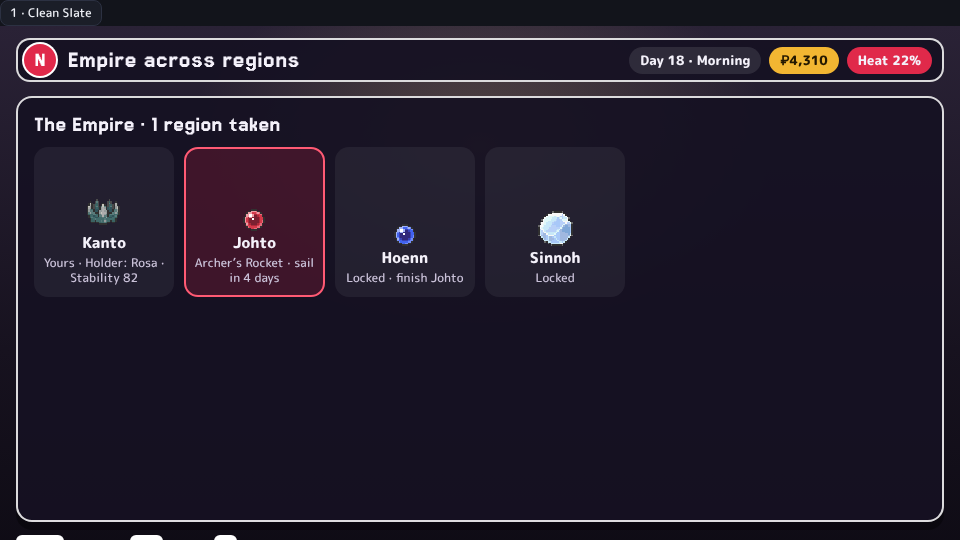 1 · Clean Slate
N
Empire across regions
Day 18 · Morning
₽4,310
Heat 22%
The Empire · 1 region taken
Kanto
Yours · Holder: Rosa ·
Stability 82
Johto
Archer's Rocket · sail
in 4 days
Hoenn
Locked · finish Johto
Sinnoh
Locked